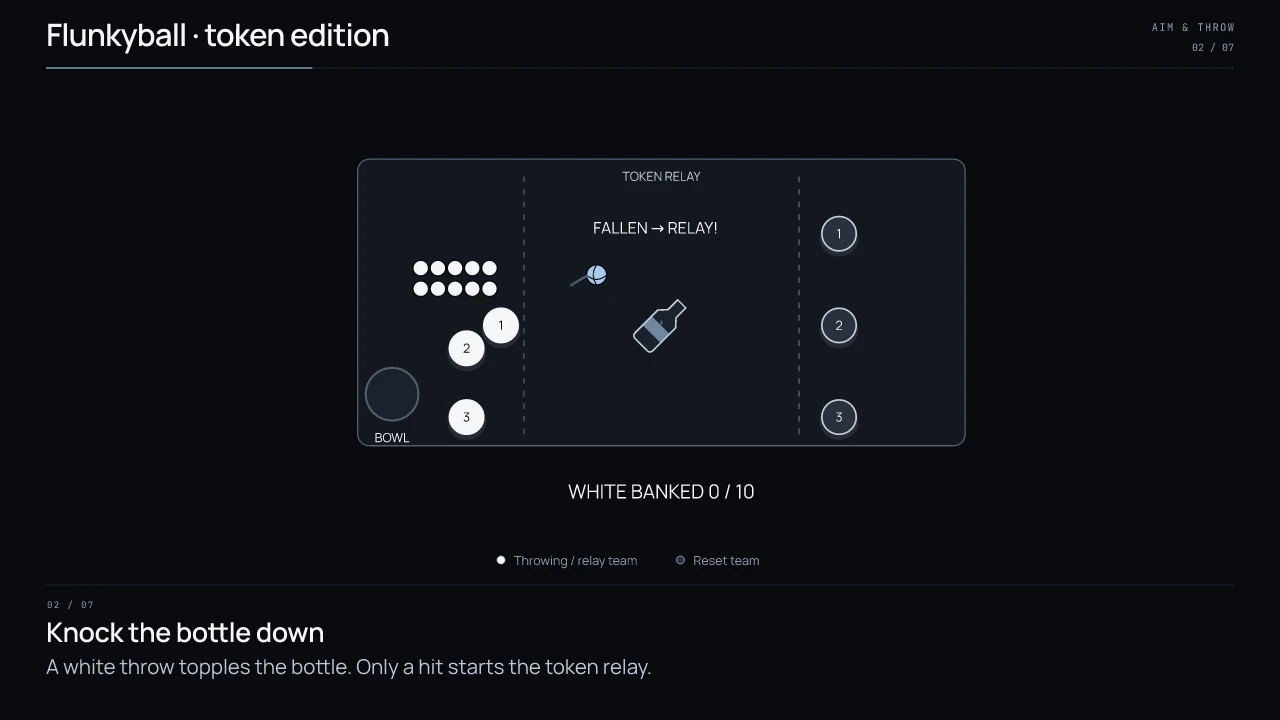 Flunkyball · token edition
AIM & THROW
02 / 07
TOKEN RELAY
FALLEN → RELAY!
1
2
3
1
2
3
BOWL
WHITE BANKED 0 / 10
Throwing / relay team
Reset team
02 / 07
Knock the bottle down
A white throw topples the bottle. Only a hit starts the token relay.